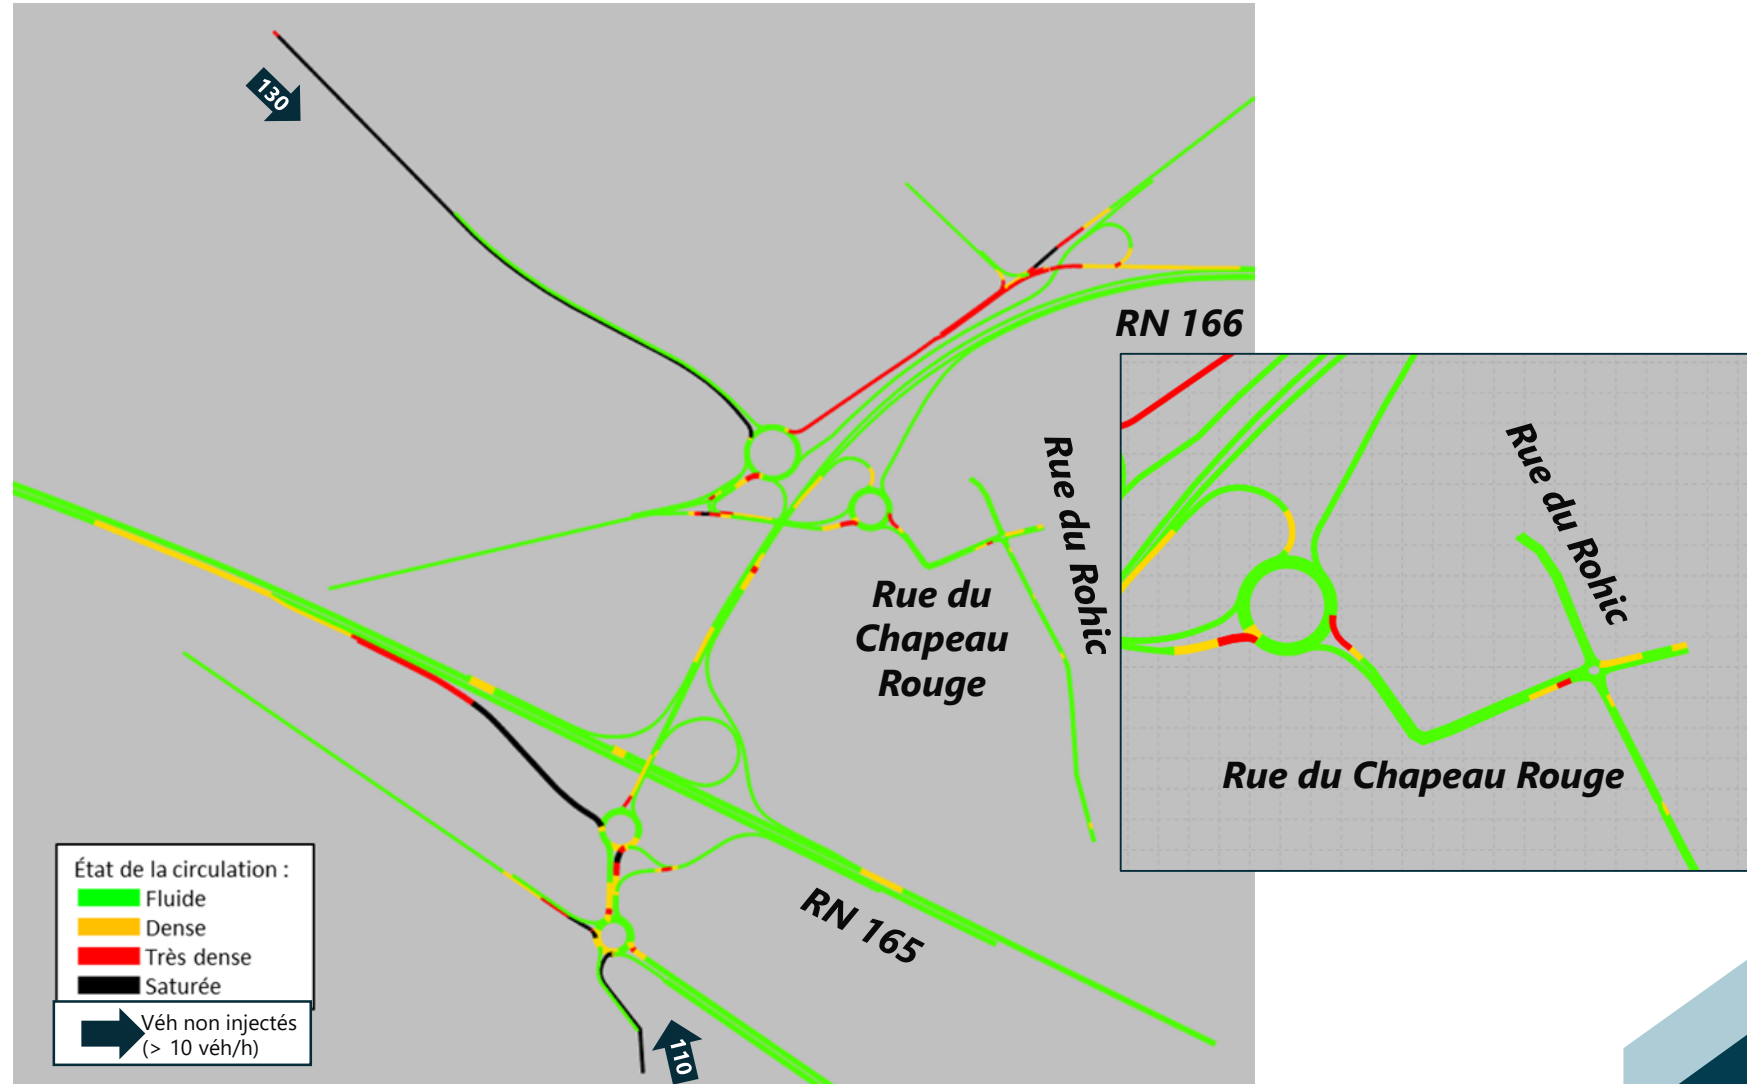 130
RN 166
Rue du Rohic
Rue du Rohic
Rue du
Chapeau
Rouge
Rue du Chapeau Rouge
RN 165
État de la circulation :
Fluide
Dense
Très dense
Saturée
Véh non injectés
(> 10 véh/h)
110